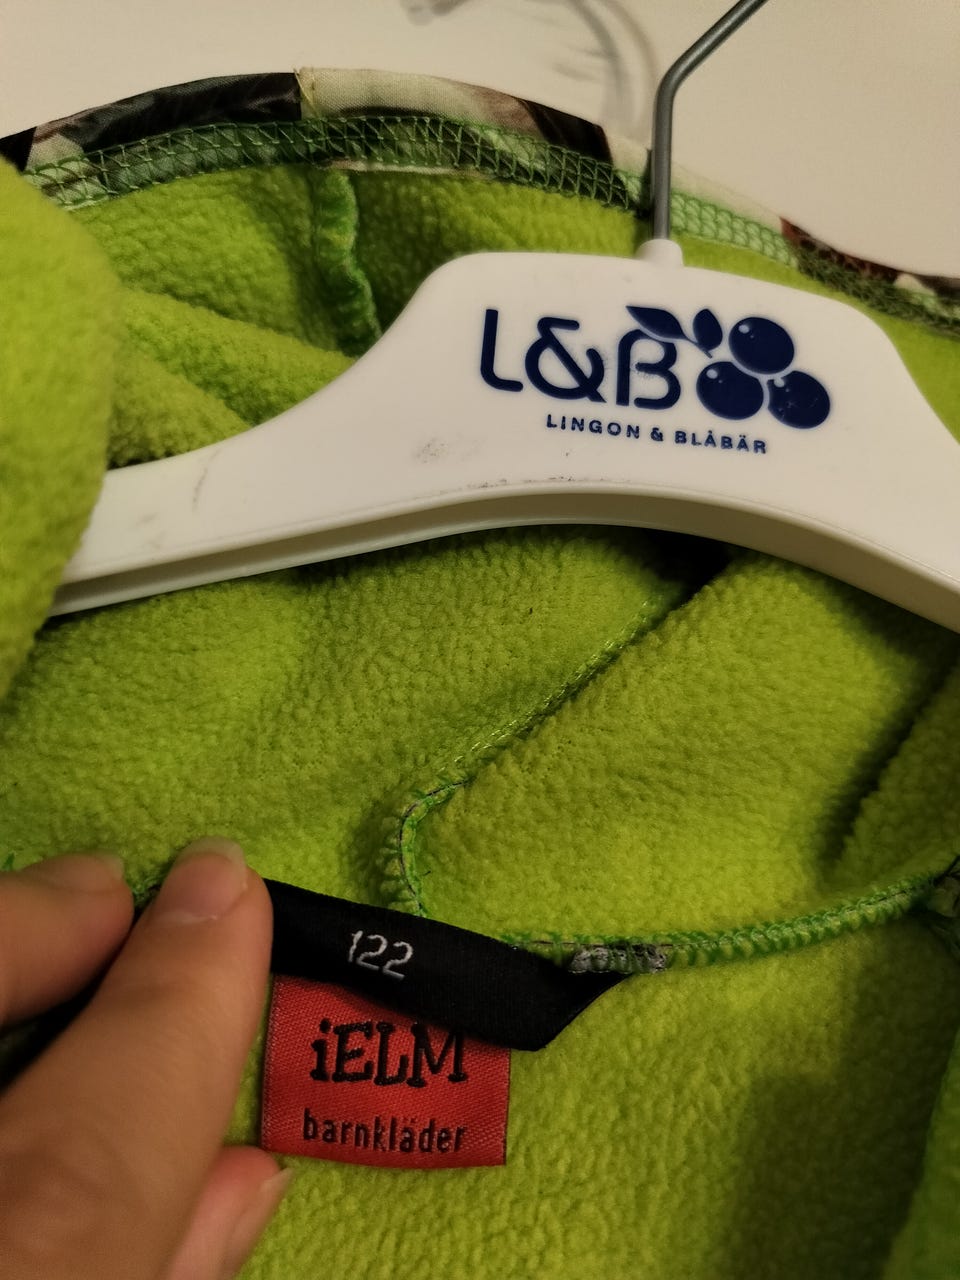 L&B
LINGON & BLÅBÄR
122
iELM
barnkläder